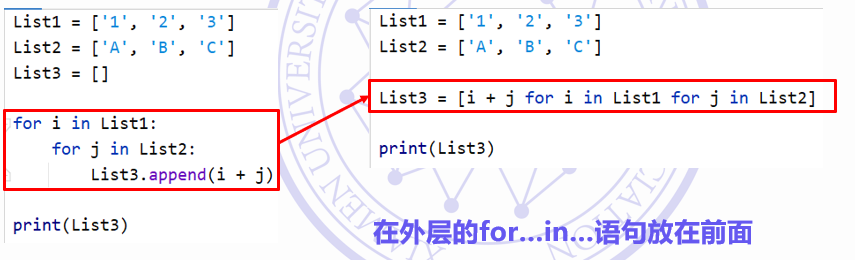 List1 = ['1', '2', '3']
List2 = ['A', 'B', 'C']
List3 = []
for i in List1:
    for j in List2:
        List3.append(i + j)
print(List3)
List1 = ['1', '2', '3']
List2 = ['A', 'B', 'C']
List3 = [i + j for i in List1 for j in List2]
print(List3)
在外层的for...in...语句放在前面